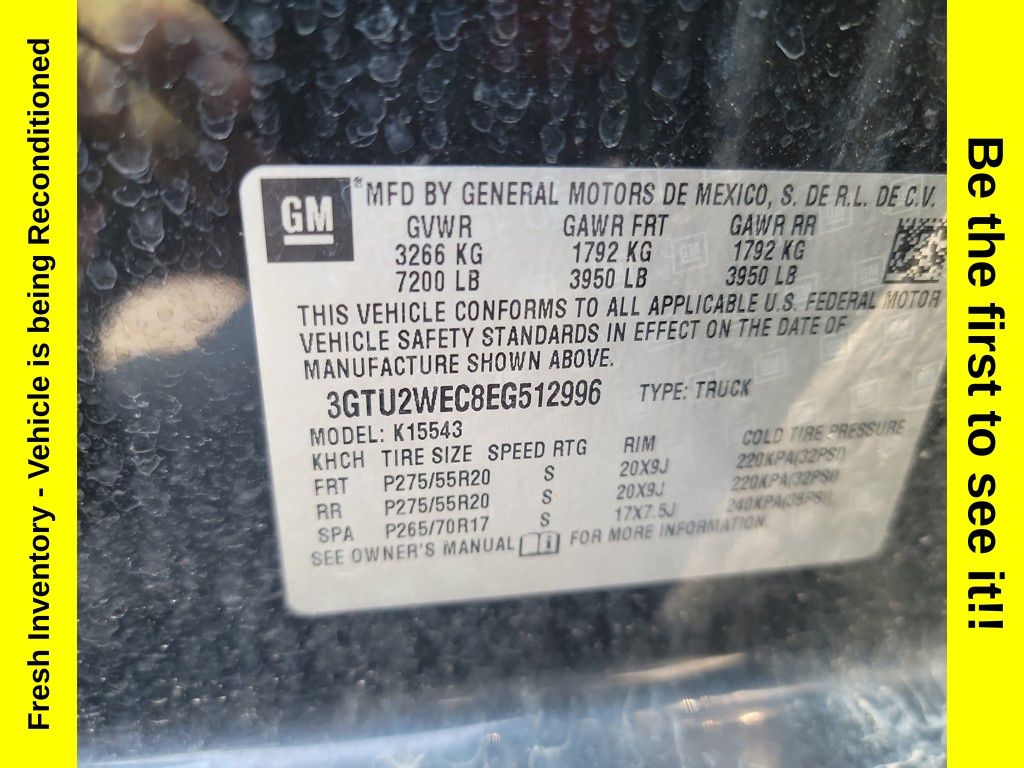 Fresh Inventory - Vehicle is being Reconditioned
GM
® MFD BY GENERAL MOTORS DE MEXICO, S. DE R.L. DE C.V.
GVWR GAWR FRT GAWR RR
3266 KG 1792 KG 1792 KG
7200 LB 3950 LB 3950 LB
THIS VEHICLE CONFORMS TO ALL APPLICABLE U.S. FEDERAL MOTOR
VEHICLE SAFETY STANDARDS IN EFFECT ON THE DATE OF
MANUFACTURE SHOWN ABOVE.
3GTU2WEC8EG512996 TYPE: TRUCK
MODEL: K15543
KHCH TIRE SIZE SPEED RTG RIM COLD TIRE PRESSURE
FRT P275/55R20 S 20X9J 220KPA(32PSI)
RR P275/55R20 S 20X9J 220KPA(32PSI)
SPA P265/70R17 S 17X7.5J 240KPA(35PSI)
SEE OWNER'S MANUAL FOR MORE INFORMATION
Be the first to see it!!